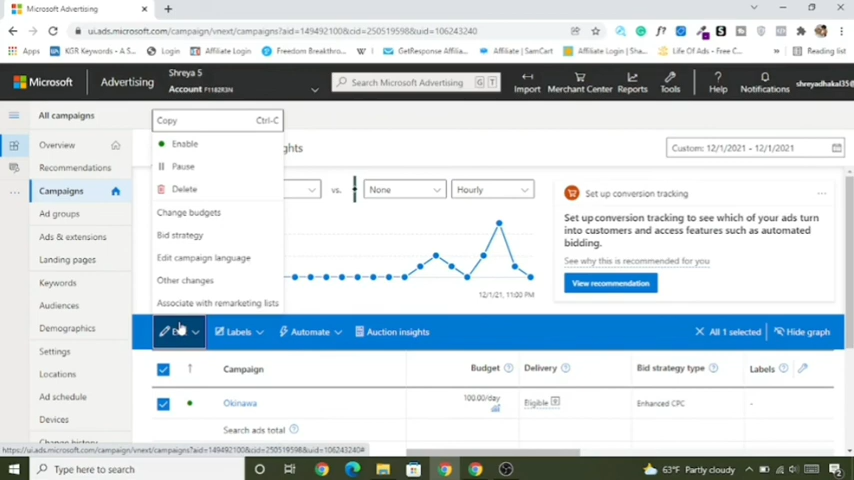 Microsoft Advertising
ui.ads.microsoft.com/campaign/vnext/campaigns?aid=149492100&cid=250519598&uid=106243240
Apps
KGR Keywords - A S...
Login
Affiliate Login
Freedom Breakthro...
GetResponse Affilia...
Affiliate | SamCart
Affiliate Login | Sha...
Life Of Ads - Free C...
Reading list
Microsoft
Advertising
Shreya 5
Account F1182R3N
Search Microsoft Advertising
G T
Import
Merchant Center
Reports
Tools
Help
Notifications
shreyadhakal35@
All campaigns
Overview
Recommendations
Campaigns
Ad groups
Ads & extensions
Landing pages
Keywords
Audiences
Demographics
Settings
Locations
Ad schedule
Devices
Change history
Copy Ctrl-C
Enable
Pause
Delete
Change budgets
Bid strategy
Edit campaign language
Other changes
Associate with remarketing lists
Custom: 12/1/2021 - 12/1/2021
vs.
None
Hourly
12/1/21, 11:00 PM
Set up conversion tracking
Set up conversion tracking to see which of your ads turn
into customers and access features such as automated
bidding.
See why this is recommended for you
View recommendation
Labels
Automate
Auction insights
All 1 selected
Hide graph
Campaign
Budget
Delivery
Bid strategy type
Labels
Okinawa
100.00/day
Eligible
Enhanced CPC
-
Search ads total
https://ui.ads.microsoft.com/campaign/vnext/campaigns?aid=149492100&cid=250519598&uid=106243240#
Type here to search
63°F Partly cloudy